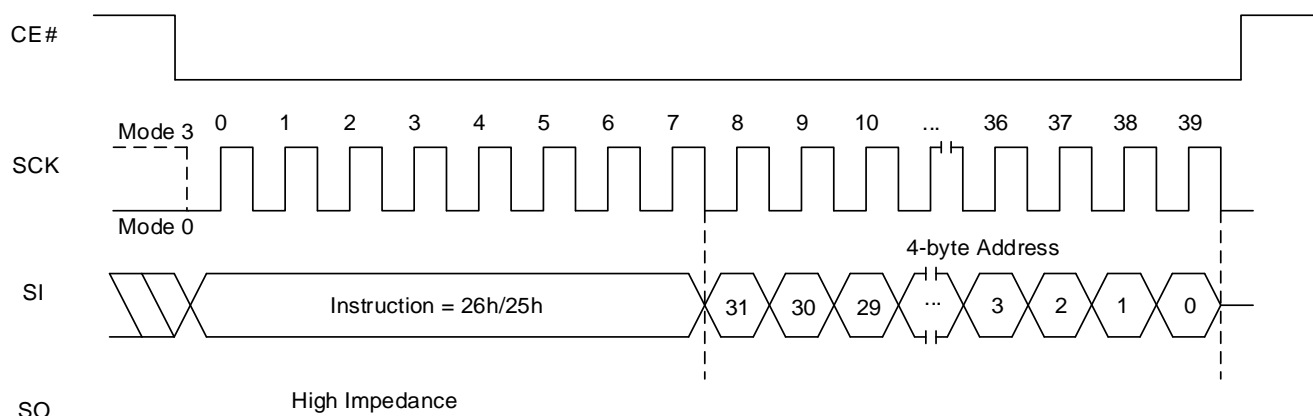 CE#
Mode 3 0 1 2 3 4 5 6 7 8 9 10 ... 36 37 38 39
SCK
Mode 0
4-byte Address
SI Instruction = 26h/25h 31 30 29 ... 3 2 1 0
High Impedance
SO